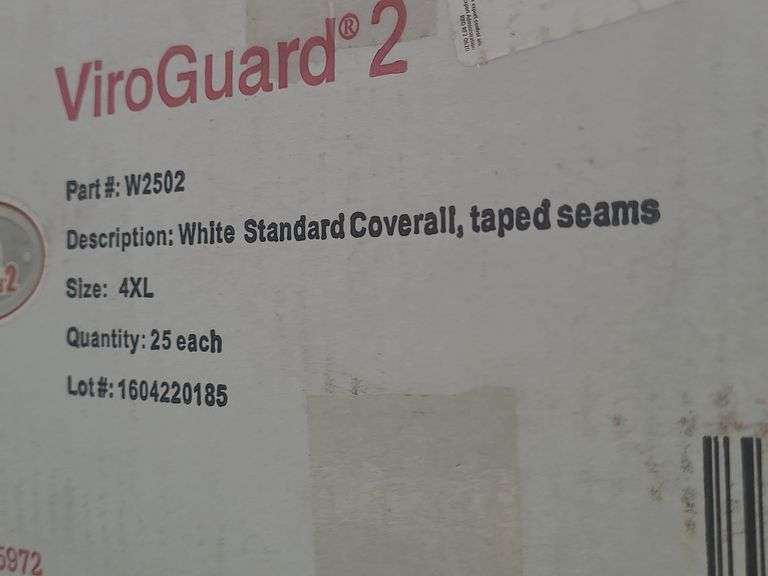 ViroGuard® 2
Part #: W2502
Description: White Standard Coverall, taped seams
Size: 4XL
Quantity: 25 each
Lot#: 1604220185
5972